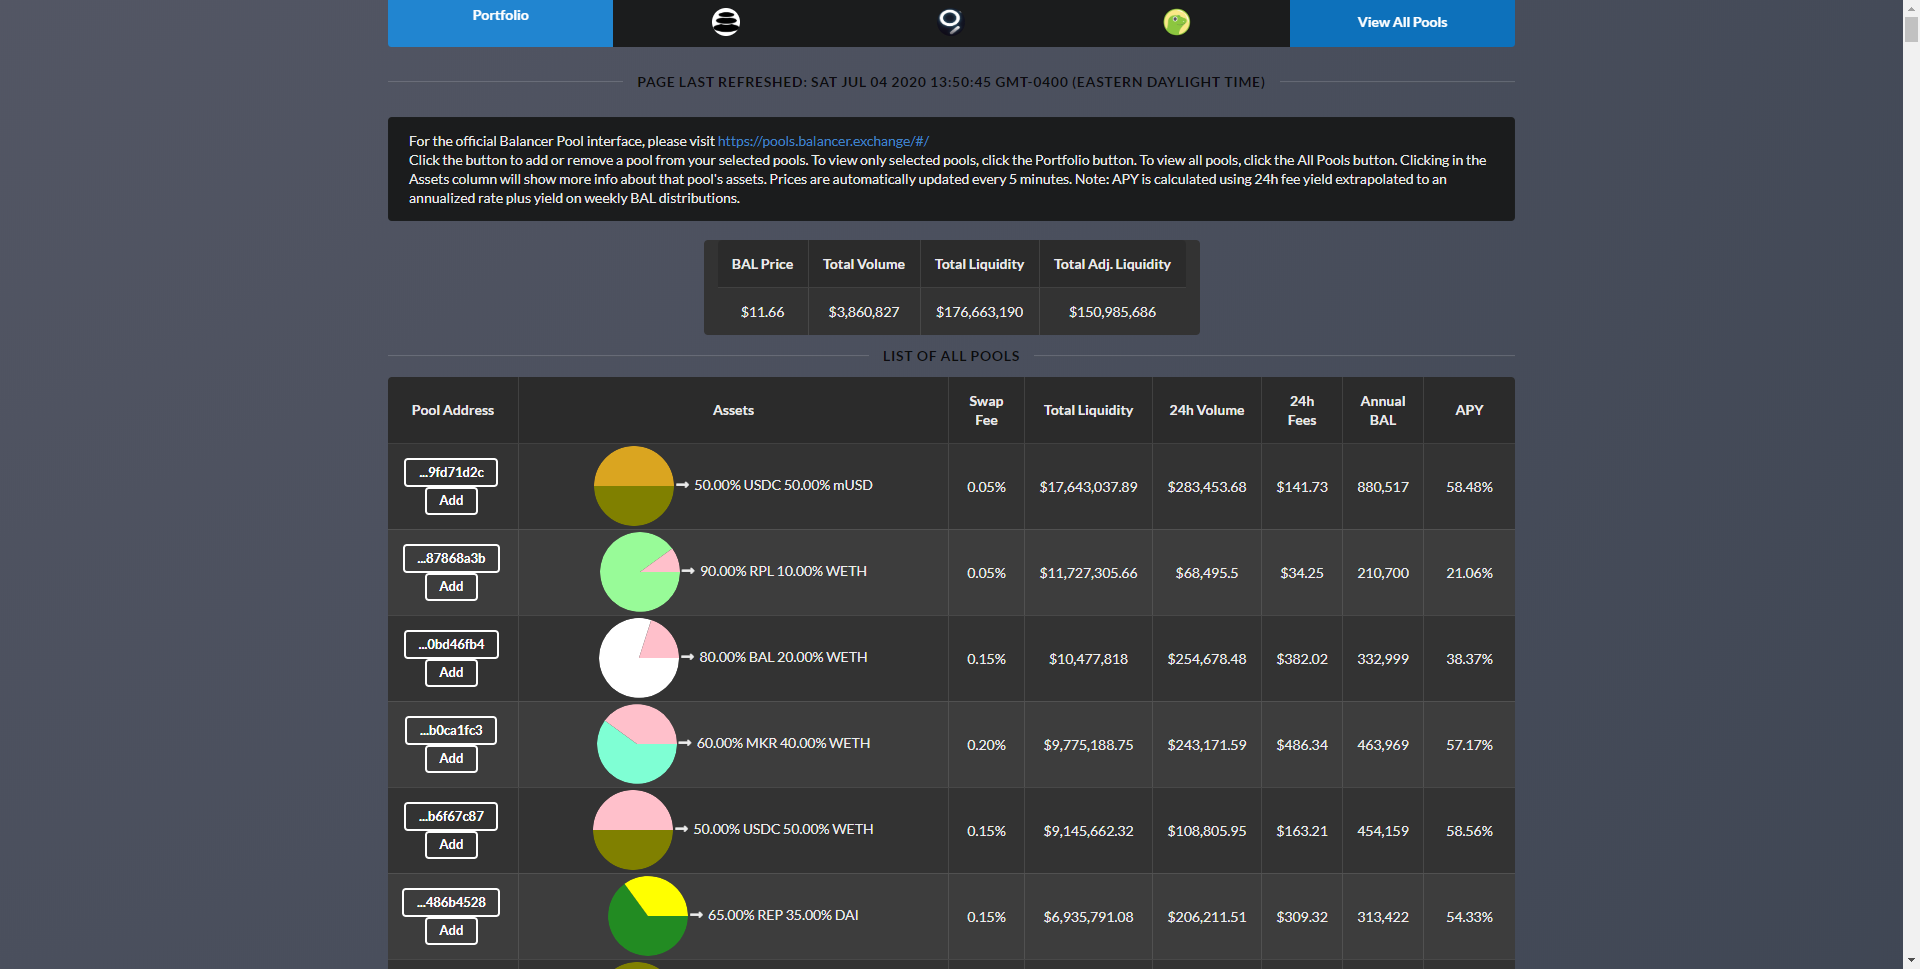 Portfolio
View All Pools
PAGE LAST REFRESHED: SAT JUL 04 2020 13:50:45 GMT-0400 (EASTERN DAYLIGHT TIME)
For the official Balancer Pool interface, please visit https://pools.balancer.exchange/#/
Click the button to add or remove a pool from your selected pools. To view only selected pools, click the Portfolio button. To view all pools, click the All Pools button. Clicking in the
Assets column will show more info about that pool's assets. Prices are automatically updated every 5 minutes. Note: APY is calculated using 24h fee yield extrapolated to an
annualized rate plus yield on weekly BAL distributions.
BAL Price Total Volume Total Liquidity Total Adj. Liquidity
$11.66 $3,860,827 $176,663,190 $150,985,686
LIST OF ALL POOLS
Pool Address Assets Swap Fee Total Liquidity 24h Volume 24h Fees Annual BAL APY
...9fd71d2c
Add
50.00% USDC 50.00% mUSD 0.05% $17,643,037.89 $283,453.68 $141.73 880,517 58.48%
...87868a3b
Add
90.00% RPL 10.00% WETH 0.05% $11,727,305.66 $68,495.5 $34.25 210,700 21.06%
...0bd46fb4
Add
80.00% BAL 20.00% WETH 0.15% $10,477,818 $254,678.48 $382.02 332,999 38.37%
...b0ca1fc3
Add
60.00% MKR 40.00% WETH 0.20% $9,775,188.75 $243,171.59 $486.34 463,969 57.17%
...b6f67c87
Add
50.00% USDC 50.00% WETH 0.15% $9,145,662.32 $108,805.95 $163.21 454,159 58.56%
...486b4528
Add
65.00% REP 35.00% DAI 0.15% $6,935,791.08 $206,211.51 $309.32 313,422 54.33%